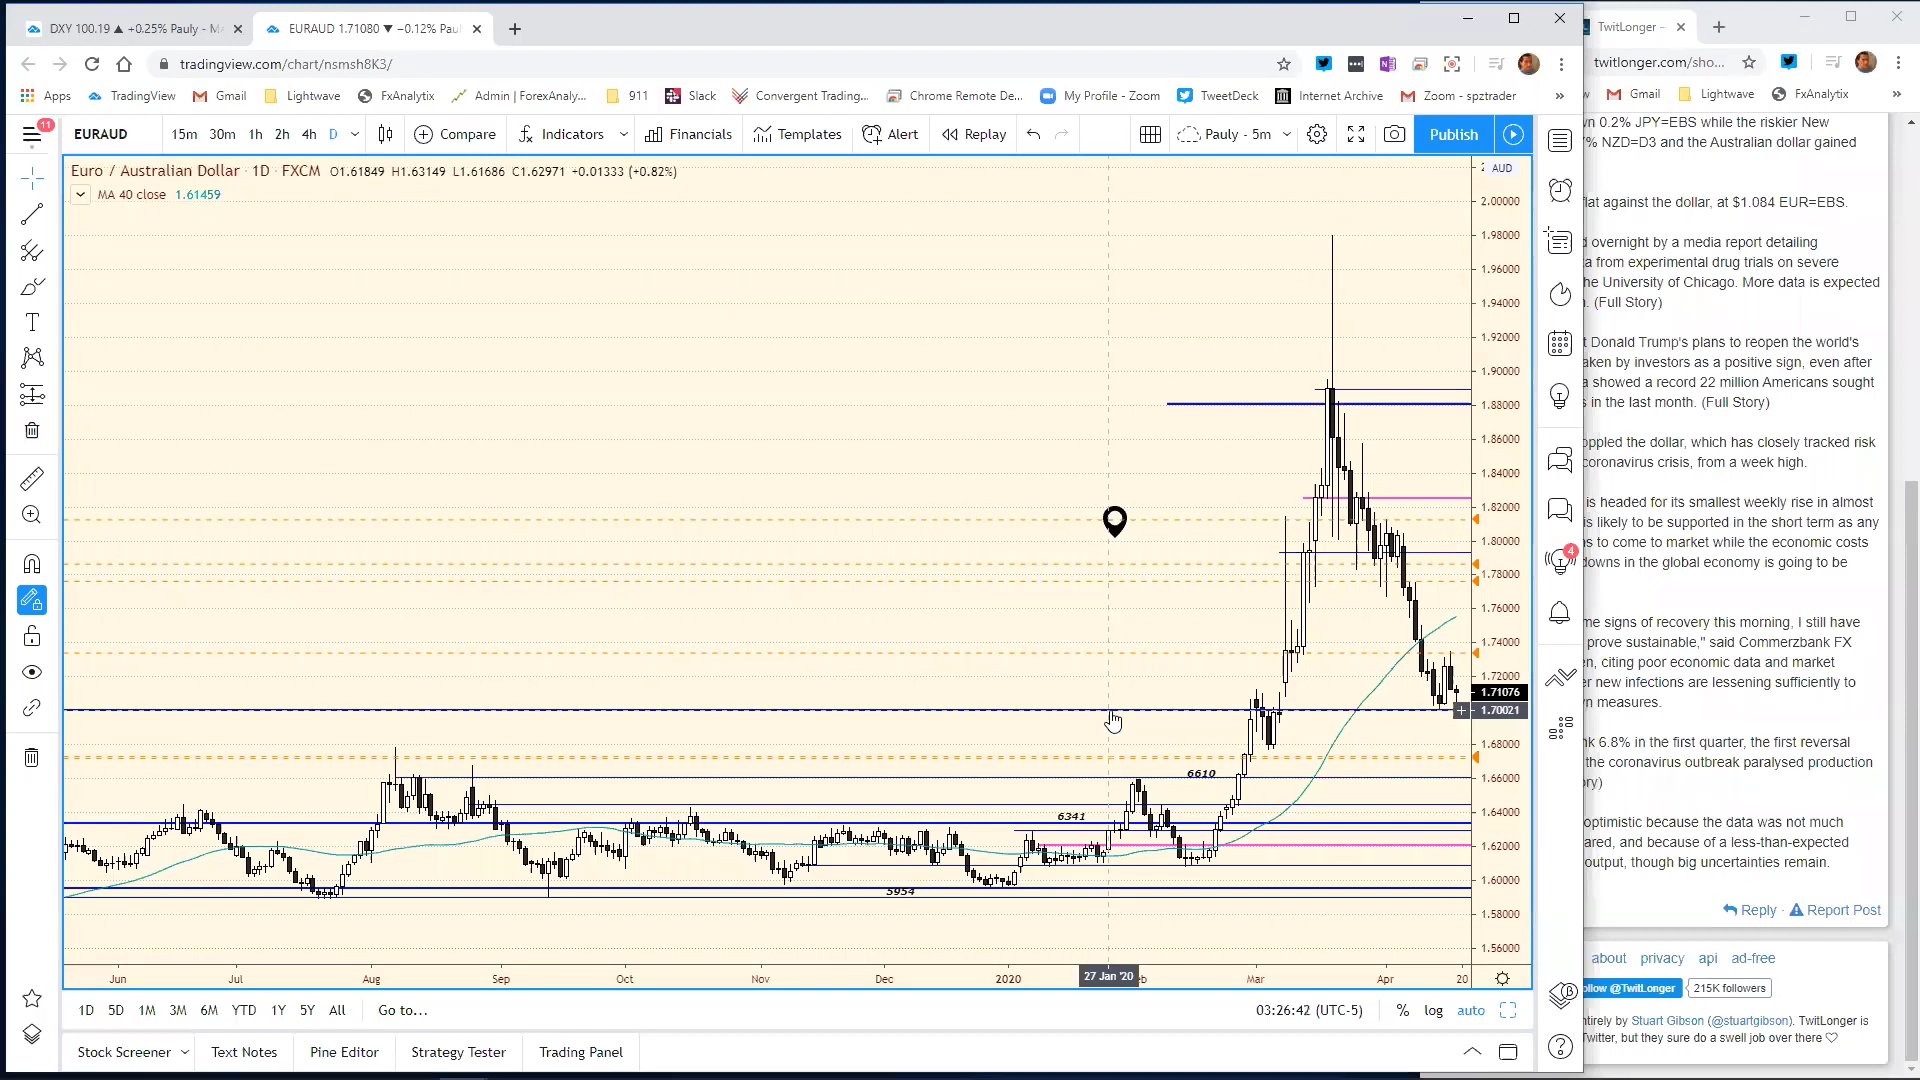 DXY 100.19 ▲ +0.25% Pauly -
EURAUD 1.71080 ▼ −0.12% Paul
TwitLonger –
tradingview.com/chart/nsmsh8K3/
twitlonger.com/sho...
Apps TradingView Gmail Lightwave FxAnalytix Admin | ForexAnaly... 911 Slack Convergent Trading... Chrome Remote De... My Profile - Zoom TweetDeck Internet Archive Zoom - spztrader »
Gmail Lightwave FxAnalytix »
11
EURAUD 15m 30m 1h 2h 4h D Compare Indicators Financials Templates Alert Replay Pauly - 5m Publish
Euro / Australian Dollar · 1D · FXCM O1.61849 H1.63149 L1.61686 C1.62971 +0.01333 (+0.82%)
MA 40 close 1.61459
AUD
2.00000
1.98000
1.96000
1.94000
1.92000
1.90000
1.88000
1.86000
1.84000
1.82000
1.80000
1.78000
1.76000
1.74000
1.72000
1.71076
1.70021
1.68000
1.66000
1.64000
1.62000
1.60000
1.58000
1.56000
6610
6341
5954
Jun Jul Aug Sep Oct Nov Dec 2020 27 Jan '20 Mar Apr 20
1D 5D 1M 3M 6M YTD 1Y 5Y All Go to... 03:26:42 (UTC-5) % log auto
Stock Screener Text Notes Pine Editor Strategy Tester Trading Panel
4
wn 0.2% JPY=EBS while the riskier New
% NZD=D3 and the Australian dollar gained
flat against the dollar, at $1.084 EUR=EBS.
d overnight by a media report detailing
a from experimental drug trials on severe
he University of Chicago. More data is expected
. (Full Story)
t Donald Trump's plans to reopen the world's
aken by investors as a positive sign, even after
a showed a record 22 million Americans sought
s in the last month. (Full Story)
oppled the dollar, which has closely tracked risk
coronavirus crisis, from a week high.
is headed for its smallest weekly rise in almost
is likely to be supported in the short term as any
s to come to market while the economic costs
downs in the global economy is going to be
me signs of recovery this morning, I still have
prove sustainable," said Commerzbank FX
en, citing poor economic data and market
er new infections are lessening sufficiently to
wn measures.
nk 6.8% in the first quarter, the first reversal
the coronavirus outbreak paralysed production
ory)
optimistic because the data was not much
ared, and because of a less-than-expected
output, though big uncertainties remain.
Reply · Report Post
about privacy api ad-free
ollow @TwitLonger 215K followers
entirely by Stuart Gibson (@stuartgibson). TwitLonger is
Twitter, but they sure do a swell job over there ♡